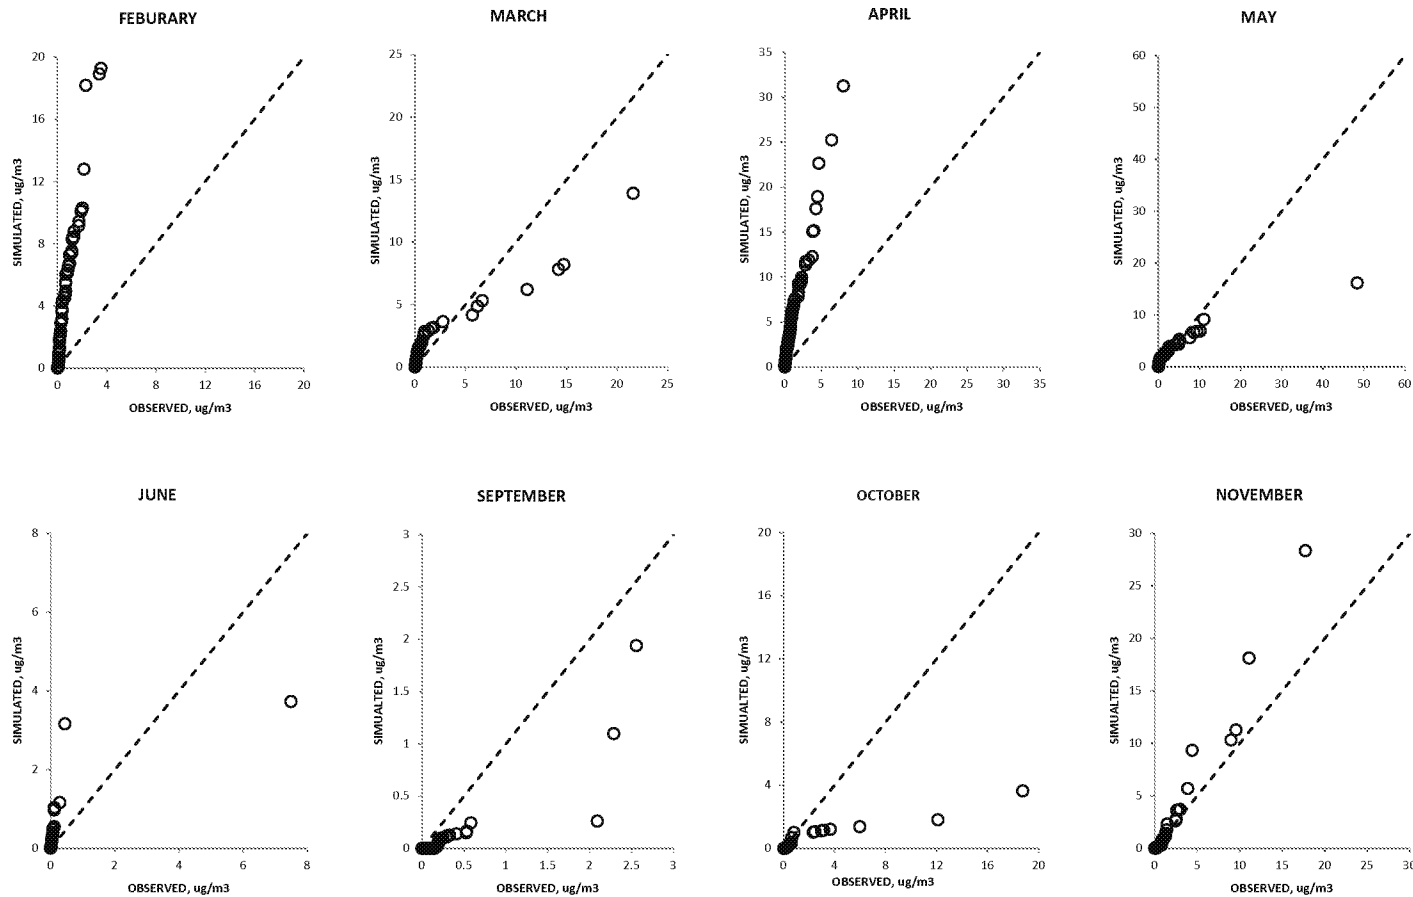 FEBURARY
20
16
12
8
4
0
SIMULATED, ug/m3
0 4 8 12 16 20
OBSERVED, ug/m3
MARCH
25
20
15
10
5
0
SIMULATED, ug/m3
0 5 10 15 20 25
OBSERVED, ug/m3
APRIL
35
30
25
20
15
10
5
0
SIMULATED, ug/m3
0 5 10 15 20 25 30 35
OBSERVED, ug/m3
MAY
60
50
40
30
20
10
0
SIMULATED, ug/m3
0 10 20 30 40 50 60
OBSERVED, ug/m3
JUNE
8
6
4
2
0
SIMULATED, ug/m3
0 2 4 6 8
OBSERVED, ug/m3
SEPTEMBER
3
2.5
2
1.5
1
0.5
0
SIMUALTED, ug/m3
0 0.5 1 1.5 2 2.5 3
OBSERVED, ug/m3
OCTOBER
20
16
12
8
4
0
SIMUALTED, ug/m3
0 4 8 12 16 20
OBSERVED, ug/m3
NOVEMBER
30
25
20
15
10
5
0
SIMUALTED, ug/m3
0 10 20 30
OBSERVED, ug/m3